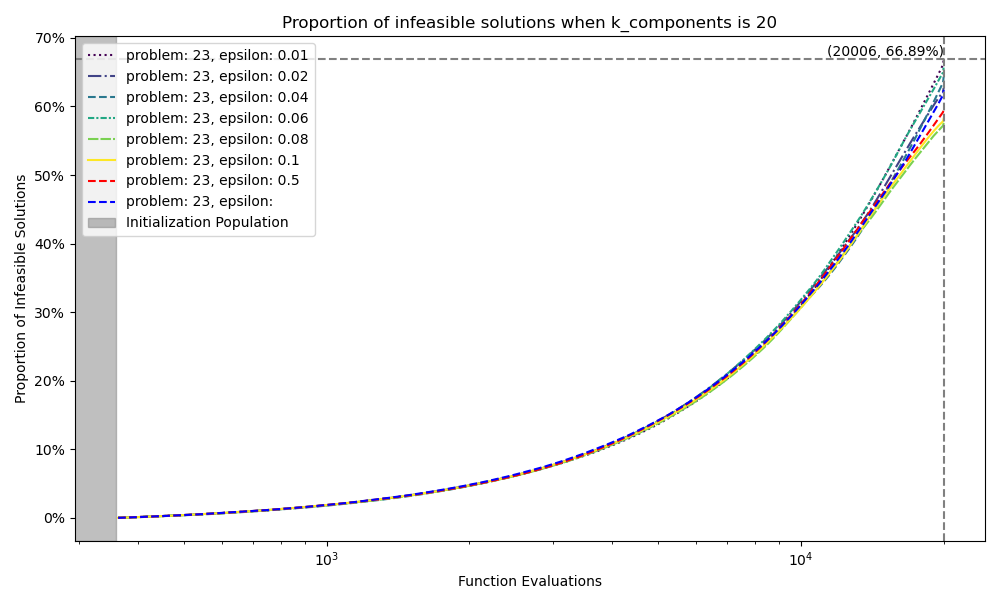 Proportion of infeasible solutions when k_components is 20
70%
60%
50%
40%
30%
20%
10%
0%
Proportion of Infeasible Solutions
problem: 23, epsilon: 0.01
problem: 23, epsilon: 0.02
problem: 23, epsilon: 0.04
problem: 23, epsilon: 0.06
problem: 23, epsilon: 0.08
problem: 23, epsilon: 0.1
problem: 23, epsilon: 0.5
problem: 23, epsilon:
Initialization Population
(20006, 66.89%)
10³
10⁴
Function Evaluations